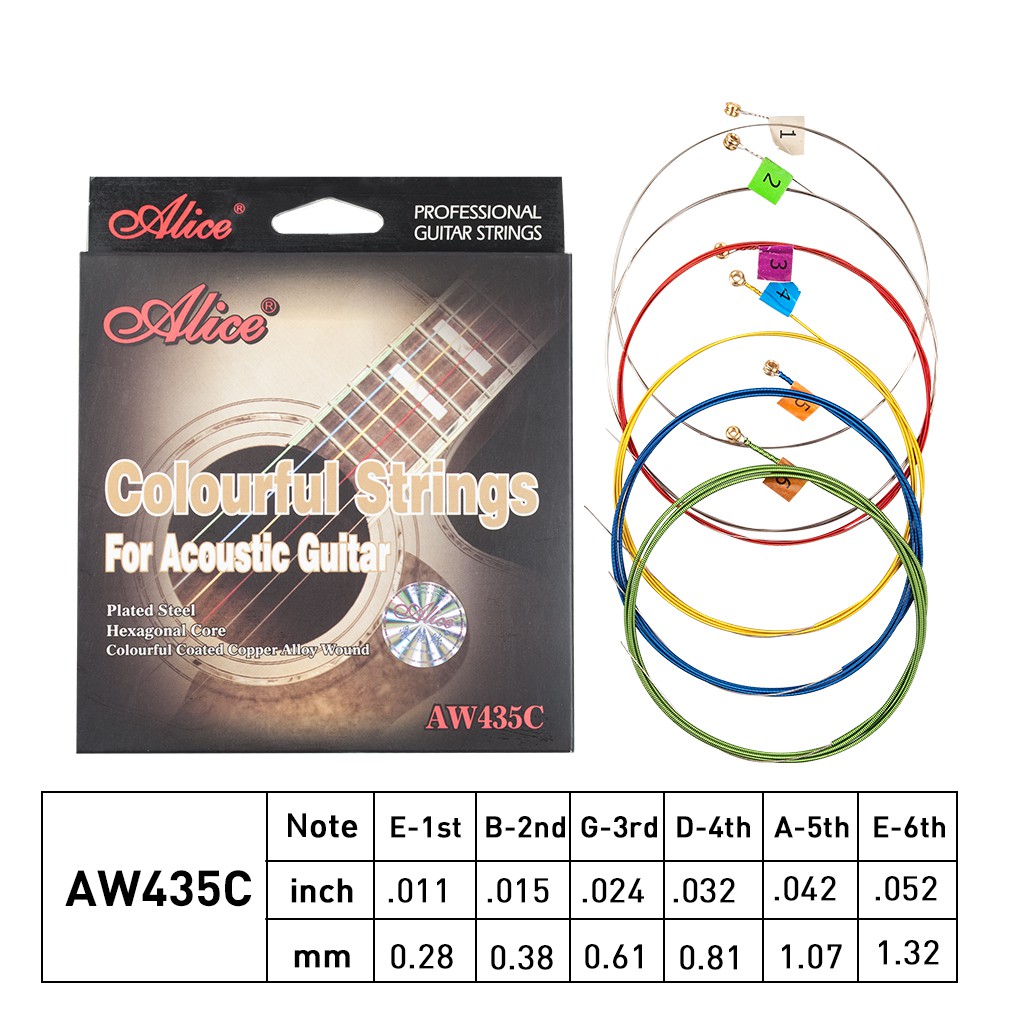 Alice®
PROFESSIONAL
GUITAR STRINGS
Alice®
Colourful Strings
For Acoustic Guitar
Plated Steel
Hexagonal Core
Colourful Coated Copper Alloy Wound
Alice
AW435C
1
2
3
4
5
6
AW435C
Note E-1st B-2nd G-3rd D-4th A-5th E-6th
inch .011 .015 .024 .032 .042 .052
mm 0.28 0.38 0.61 0.81 1.07 1.32